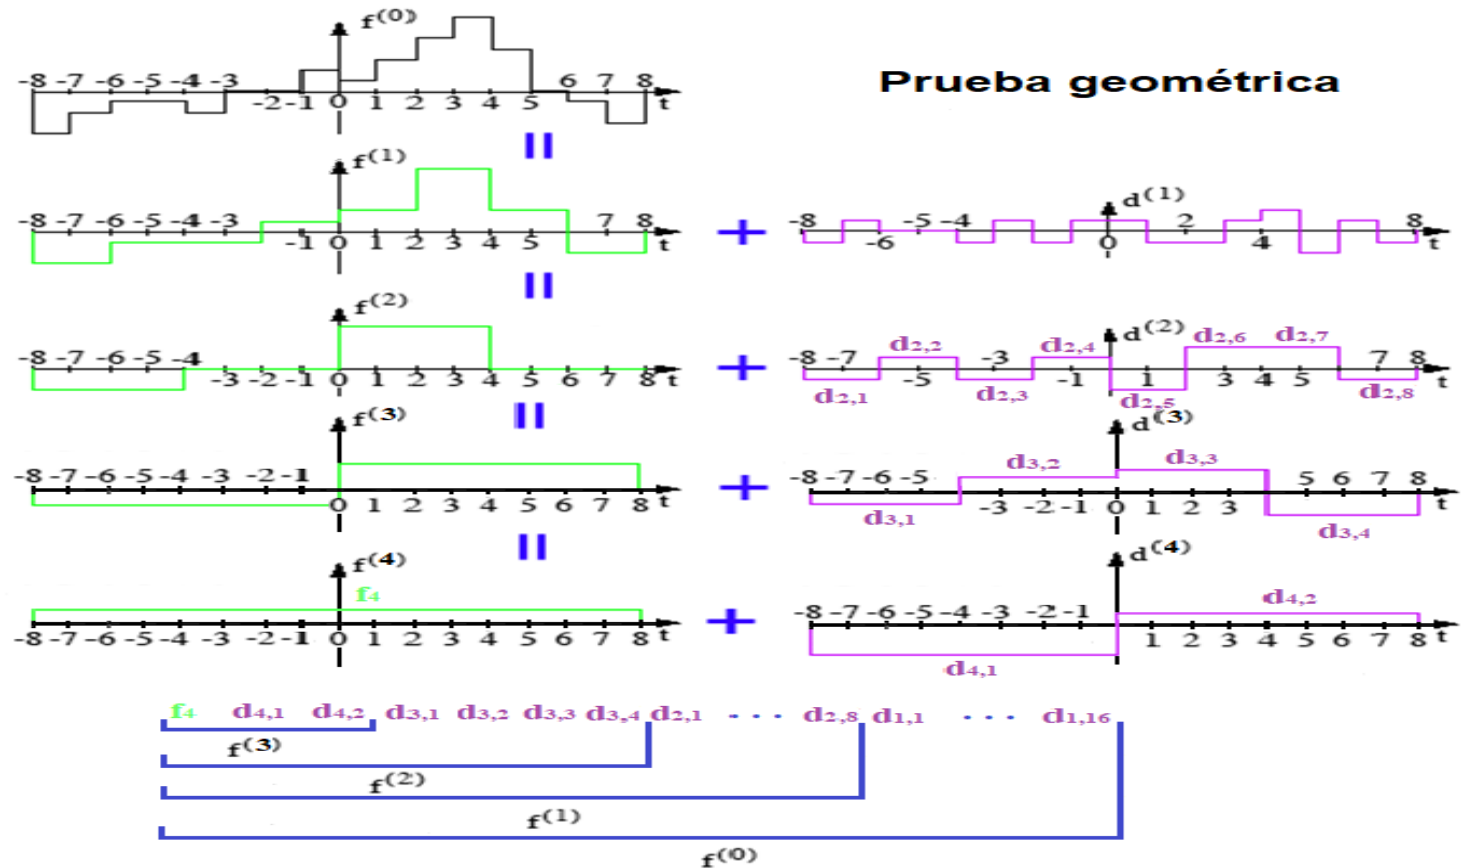 f(0)
-8 -7 -6 -5 -4 -3 6 7 8
-2 -1 0 1 2 3 4 5 t
Prueba geométrica
=
f(1)
-8 -7 -6 -5 -4 -3 7 8
-1 0 1 2 3 4 5 t
+
d(1)
-8 -5 -4 2 8
-6 0 4 t
=
f(2)
-8 -7 -6 -5 -4
-3 -2 -1 0 1 2 3 4 5 6 7 8 t
+
d(2)
d2,2 d2,4 d2,6 d2,7
-8 -7 -3 7 8
-5 -1 1 3 4 5 t
d2,1 d2,3 d2,5 d2,8
=
f(3)
-8 -7 -6 -5 -4 -3 -2 -1
0 1 2 3 4 5 6 7 8 t
+
d(3)
d3,2 d3,3
-8 -7 -6 -5 5 6 7 8
-3 -2 -1 0 1 2 3 t
d3,1 d3,4
=
f(4)
f4
-8 -7 -6 -5 -4 -3 -2 -1 0 1 2 3 4 5 6 7 8 t
+
d(4)
d4,2
-8 -7 -6 -5 -4 -3 -2 -1
1 2 3 4 5 6 7 8 t
d4,1
f4 d4,1 d4,2 d3,1 d3,2 d3,3 d3,4 d2,1 ... d2,8 d1,1 ... d1,16
f(3)
f(2)
f(1)
f(0)